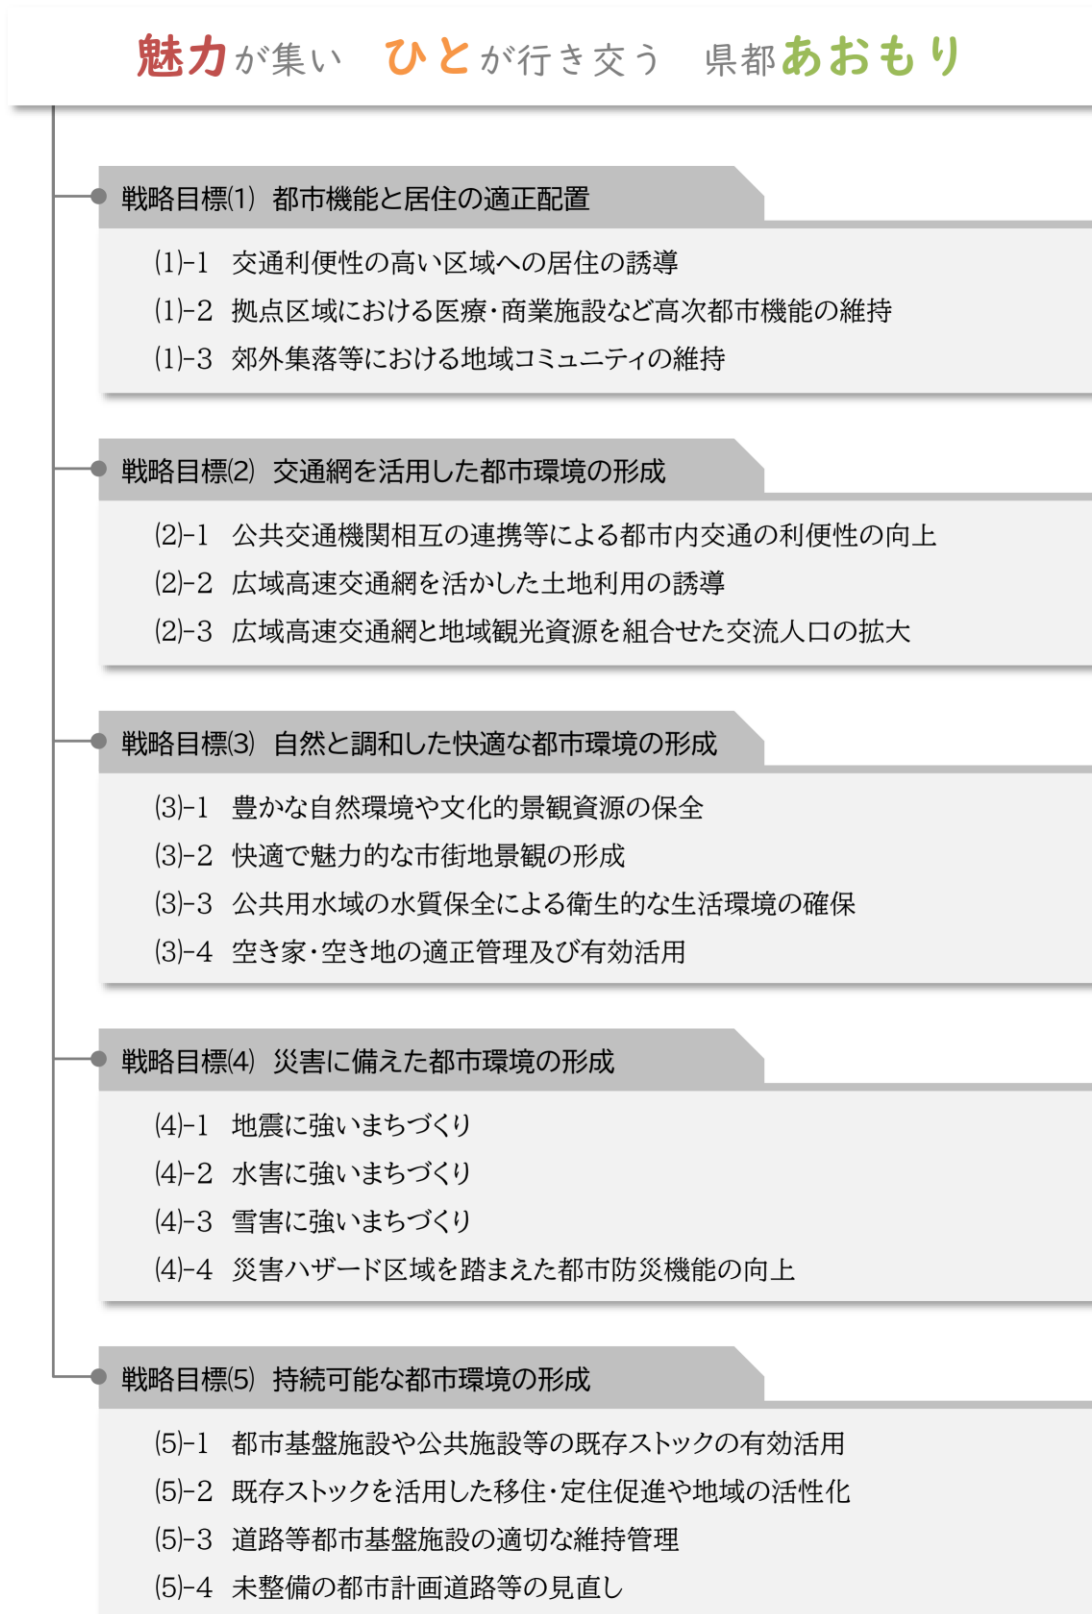 魅力が集い　ひとが行き交う　県都あおもり
戦略目標(1)　都市機能と居住の適正配置
(1)-1　交通利便性の高い区域への居住の誘導
(1)-2　拠点区域における医療・商業施設など高次都市機能の維持
(1)-3　郊外集落等における地域コミュニティの維持
戦略目標(2)　交通網を活用した都市環境の形成
(2)-1　公共交通機関相互の連携等による都市内交通の利便性の向上
(2)-2　広域高速交通網を活かした土地利用の誘導
(2)-3　広域高速交通網と地域観光資源を組合せた交流人口の拡大
戦略目標(3)　自然と調和した快適な都市環境の形成
(3)-1　豊かな自然環境や文化的景観資源の保全
(3)-2　快適で魅力的な市街地景観の形成
(3)-3　公共用水域の水質保全による衛生的な生活環境の確保
(3)-4　空き家・空き地の適正管理及び有効活用
戦略目標(4)　災害に備えた都市環境の形成
(4)-1　地震に強いまちづくり
(4)-2　水害に強いまちづくり
(4)-3　雪害に強いまちづくり
(4)-4　災害ハザード区域を踏まえた都市防災機能の向上
戦略目標(5)　持続可能な都市環境の形成
(5)-1　都市基盤施設や公共施設等の既存ストックの有効活用
(5)-2　既存ストックを活用した移住・定住促進や地域の活性化
(5)-3　道路等都市基盤施設の適切な維持管理
(5)-4　未整備の都市計画道路等の見直し